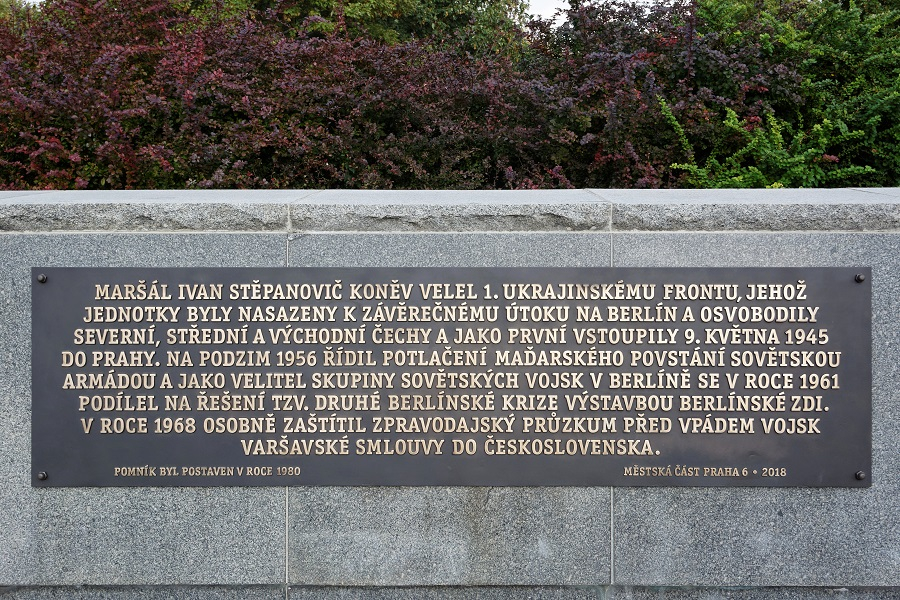 MARŠÁL IVAN STĚPANOVIČ KONĚV VELEL 1. UKRAJINSKÉMU FRONTU, JEHOŽ
JEDNOTKY BYLY NASAZENY K ZÁVĚREČNÉMU ÚTOKU NA BERLÍN A OSVOBODILY
SEVERNÍ, STŘEDNÍ A VÝCHODNÍ ČECHY A JAKO PRVNÍ VSTOUPILY 9. KVĚTNA 1945
DO PRAHY. NA PODZIM 1956 ŘÍDIL POTLAČENÍ MAĎARSKÉHO POVSTÁNÍ SOVĚTSKOU
ARMÁDOU A JAKO VELITEL SKUPINY SOVĚTSKÝCH VOJSK V BERLÍNĚ SE V ROCE 1961
PODÍLEL NA ŘEŠENÍ TZV. DRUHÉ BERLÍNSKÉ KRIZE VÝSTAVBOU BERLÍNSKÉ ZDI.
V ROCE 1968 OSOBNĚ ZAŠTÍTIL ZPRAVODAJSKÝ PRŮZKUM PŘED VPÁDEM VOJSK
VARŠAVSKÉ SMLOUVY DO ČESKOSLOVENSKA.
POMNÍK BYL POSTAVEN V ROCE 1980
MĚSTSKÁ ČÁST PRAHA 6 • 2018